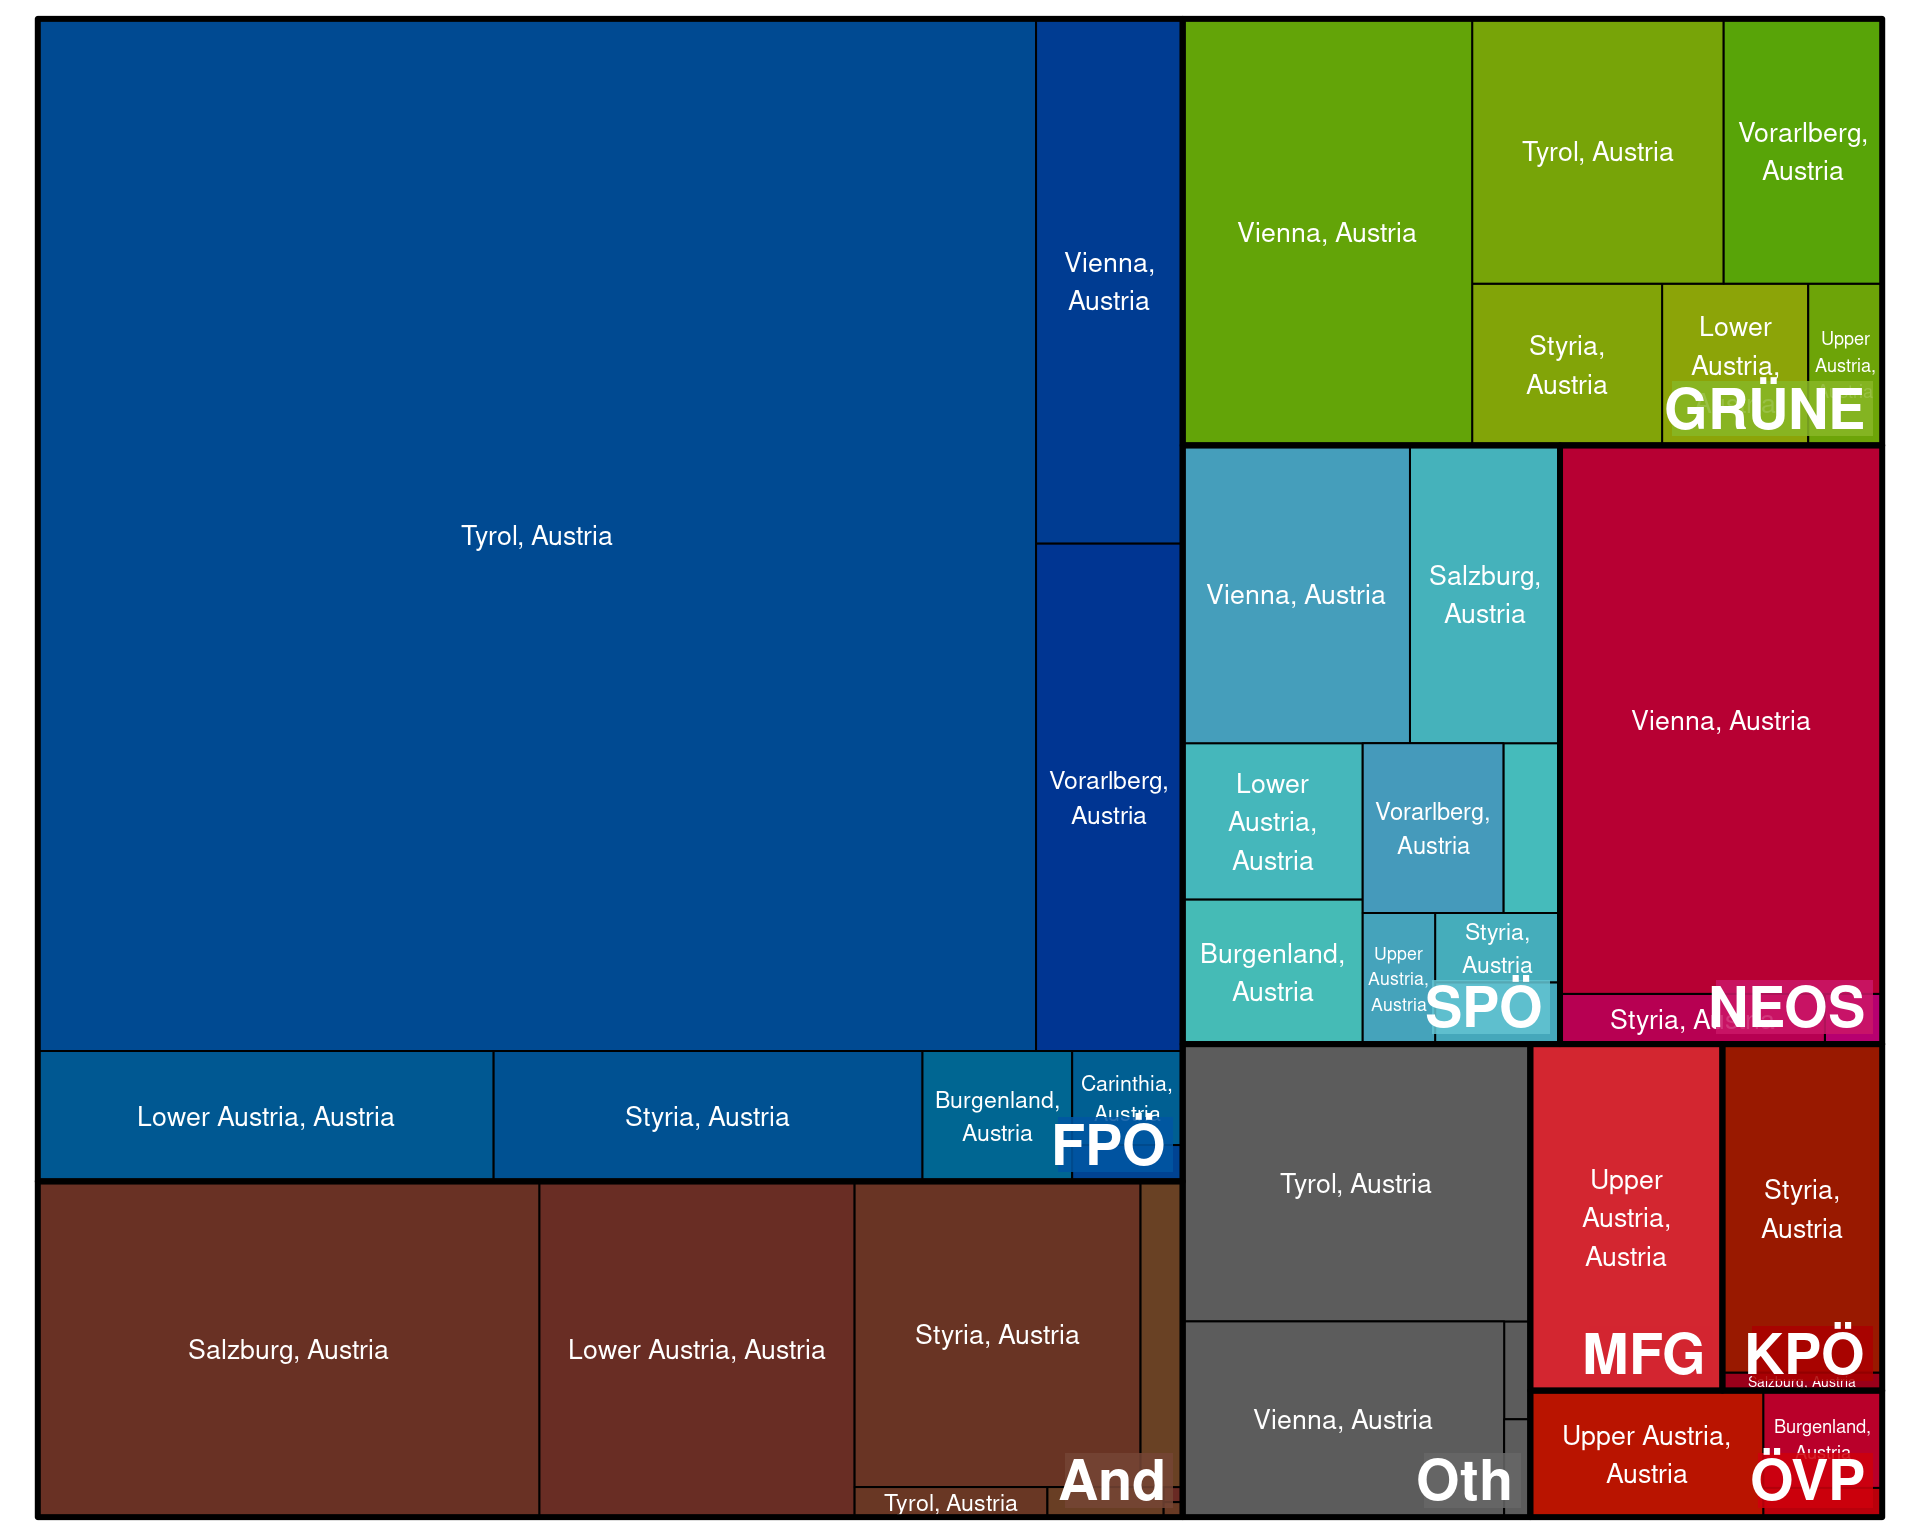 Tyrol, Austria
Vienna,
Austria
Vorarlberg,
Austria
Lower Austria, Austria
Styria, Austria
Burgenland,
Austria
Carinthia,
Austria
FPÖ
Salzburg, Austria
Lower Austria, Austria
Styria, Austria
Tyrol, Austria
And
Vienna, Austria
Tyrol, Austria
Vorarlberg,
Austria
Styria,
Austria
Lower
Austria,
Upper
Austria,
GRÜNE
Vienna, Austria
Salzburg,
Austria
Lower
Austria,
Austria
Vorarlberg,
Austria
Burgenland,
Austria
Upper
Austria,
Austria
Styria,
Austria
SPÖ
Vienna, Austria
Styria, Austria
NEOS
Tyrol, Austria
Vienna, Austria
Oth
Upper
Austria,
Austria
MFG
Styria,
Austria
KPÖ
Salzburg, Austria
Upper Austria,
Austria
Burgenland,
Austria
ÖVP